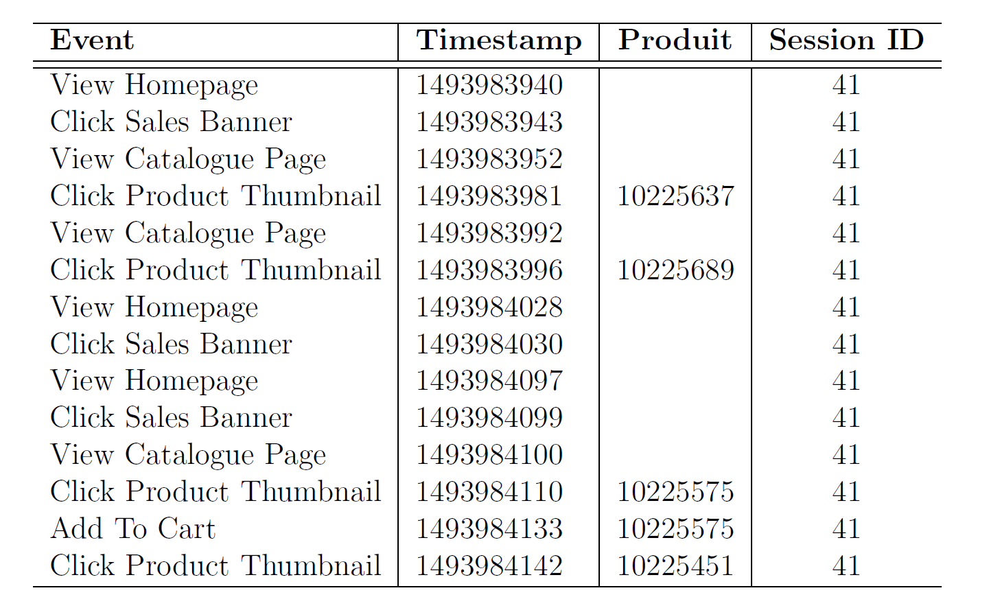 Event Timestamp Produit Session ID
View Homepage 1493983940 41
Click Sales Banner 1493983943 41
View Catalogue Page 1493983952 41
Click Product Thumbnail 1493983981 10225637 41
View Catalogue Page 1493983992 41
Click Product Thumbnail 1493983996 10225689 41
View Homepage 1493984028 41
Click Sales Banner 1493984030 41
View Homepage 1493984097 41
Click Sales Banner 1493984099 41
View Catalogue Page 1493984100 41
Click Product Thumbnail 1493984110 10225575 41
Add To Cart 1493984133 10225575 41
Click Product Thumbnail 1493984142 10225451 41